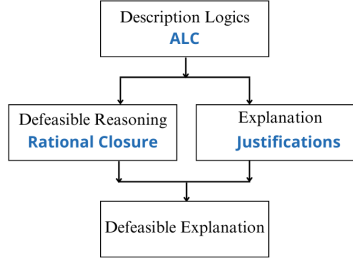 Description Logics
ALC
Defeasible Reasoning
Rational Closure
Explanation
Justifications
Defeasible Explanation